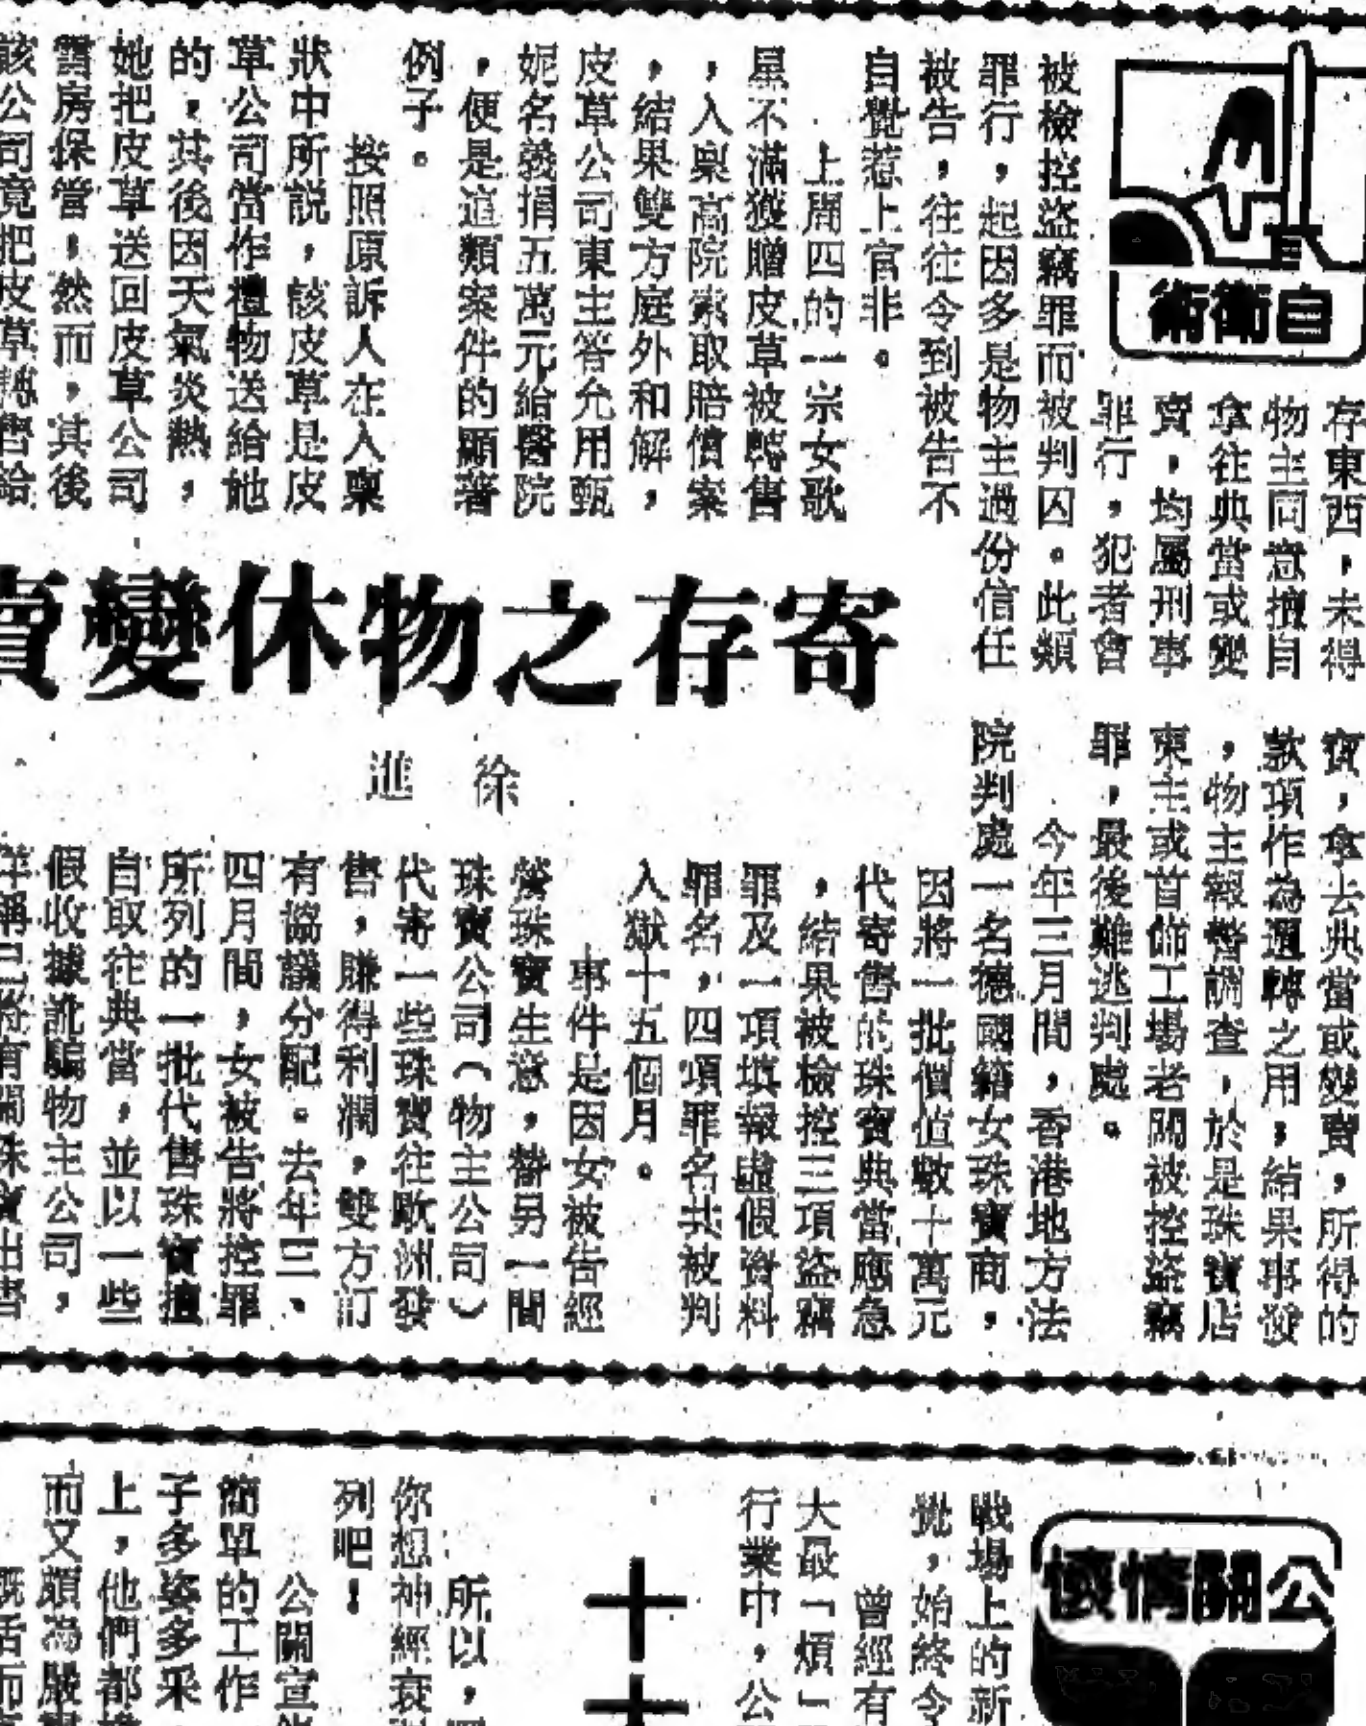 自衛術
存東西，未得
物主同意擅自
拿往典當或變
賣，均屬刑事
罪行，犯者會
被檢控盜竊罪而被判囚。此類
罪行，起因多是物主過份信任
被告，往往令到被告不
自覺惹上官非。
上周四的一宗女歌
星不滿獲贈皮草被轉售
，入稟高院索取賠償案
，結果雙方庭外和解，
皮草公司東主答允用甄
妮名義捐五萬元給醫院
，便是這類案件的顯著
例子。
按照原訴人在入稟
狀中所説，該皮草是皮
草公司當作禮物送給她
的，其後因天氣炎熱，
她把皮草送回皮草公司
雪房保管，然而，其後
該公司竟把皮草轉售給
寄存之物休變賣
徐進
寶，拿去典當或變賣，所得的
款項作為週轉之用，結果事發
，物主報警調查，於是珠寶店
東主或首飾工場老闆被控盜竊
罪，最後難逃判處。
今年三月間，香港地方法
院判處一名德國籍女珠寶商，
因將一批價值數十萬元
代寄售的珠寶典當應急
，結果被檢控三項盜竊
罪及一項填報虛假資料
罪名，四項罪名共被判
入獄十五個月。
事件是因女被告經
營珠寶生意，替另一間
珠寶公司（物主公司）
代寄一些珠寶往歐洲發
售，賺得利潤，雙方訂
有協議分配。去年三、
四月間，女被告將控罪
所列的一批代售珠寶擅
自取往典當，並以一些
假收據訛騙物主公司，
公關情懷
戰場上的新
覺，始終令
曾經有
大最「煩」
行業中，公
十
所以，
你想神經衰
列吧！
公關宣
簡單的工作
子多姿多采
上，他們都
而又頗為嚴